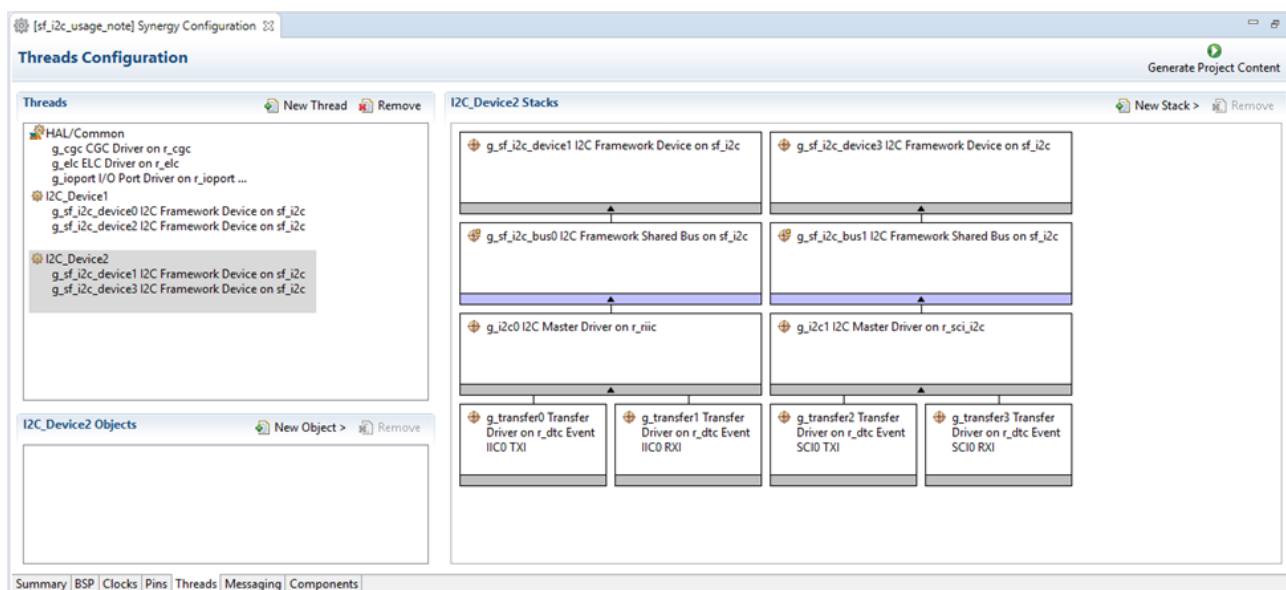 [sf_i2c_usage_note] Synergy Configuration
Threads Configuration
Generate Project Content
Threads
New Thread
Remove
HAL/Common
g_cgc CGC Driver on r_cgc
g_elc ELC Driver on r_elc
g_ioport I/O Port Driver on r_ioport ...
I2C_Device1
g_sf_i2c_device0 I2C Framework Device on sf_i2c
g_sf_i2c_device2 I2C Framework Device on sf_i2c
I2C_Device2
g_sf_i2c_device1 I2C Framework Device on sf_i2c
g_sf_i2c_device3 I2C Framework Device on sf_i2c
I2C_Device2 Objects
New Object >
Remove
I2C_Device2 Stacks
New Stack >
Remove
g_sf_i2c_device1 I2C Framework Device on sf_i2c
g_sf_i2c_device3 I2C Framework Device on sf_i2c
g_sf_i2c_bus0 I2C Framework Shared Bus on sf_i2c
g_sf_i2c_bus1 I2C Framework Shared Bus on sf_i2c
g_i2c0 I2C Master Driver on r_riic
g_i2c1 I2C Master Driver on r_sci_i2c
g_transfer0 Transfer
Driver on r_dtc Event
IIC0 TXI
g_transfer1 Transfer
Driver on r_dtc Event
IIC0 RXI
g_transfer2 Transfer
Driver on r_dtc Event
SCI0 TXI
g_transfer3 Transfer
Driver on r_dtc Event
SCI0 RXI
Summary
BSP
Clocks
Pins
Threads
Messaging
Components